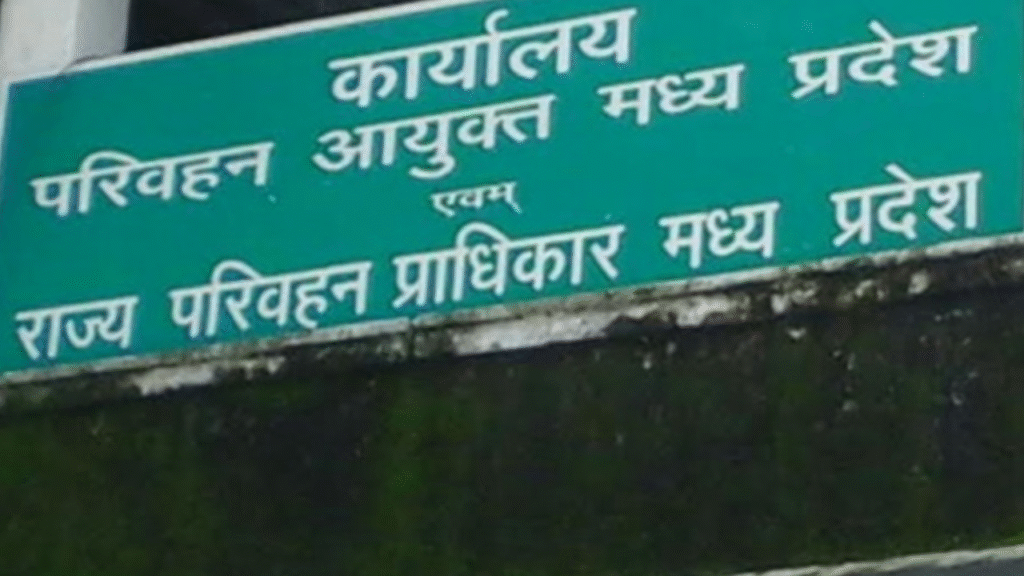 कार्यालय
परिवहन आयुक्त मध्य प्रदेश
एवम्
राज्य परिवहन प्राधिकार मध्य प्रदेश